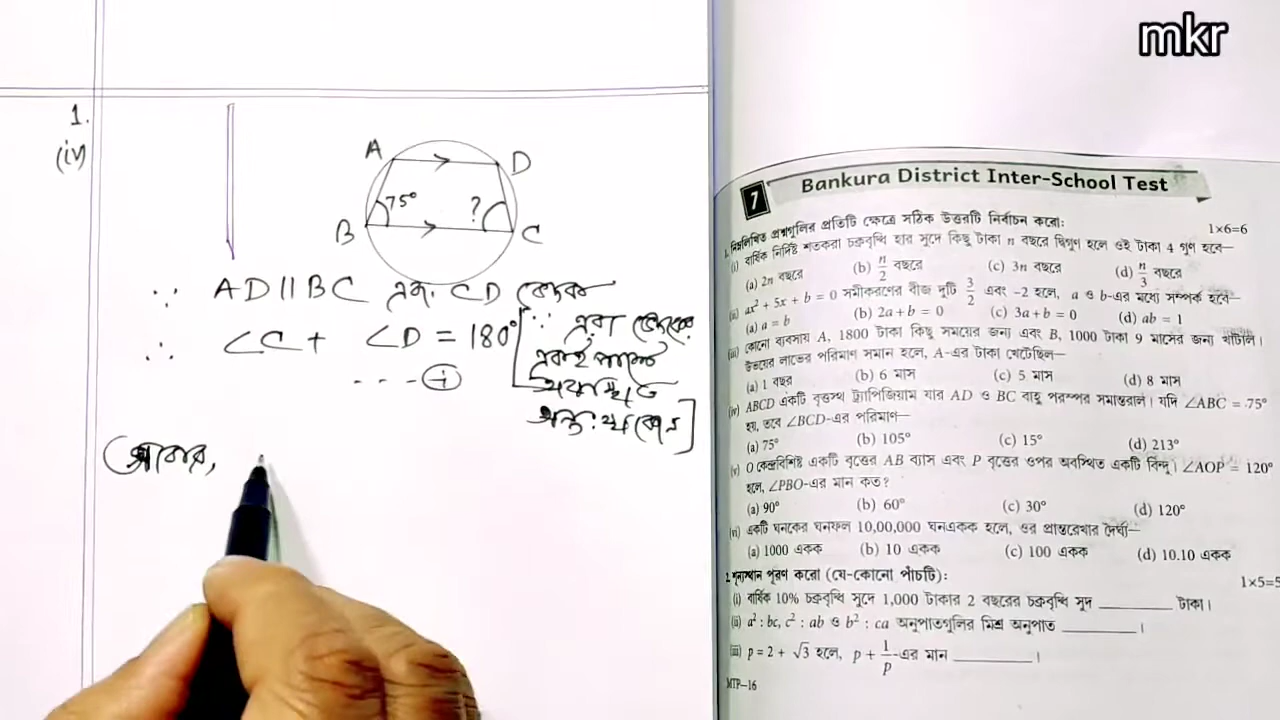 mkr
1.
(iv)
A
D
75°
?
B
C
∵ AD || BC এবং CD ছেদক
∴ ∠C + ∠D = 180° [∵ এরা ছেদকের
একই পার্শ্বে
- - - - (i) অবস্থিত
অন্তঃস্থ কোণ]
আবার,
7
Bankura District Inter-School Test
1. নিম্নলিখিত প্রশ্নগুলির প্রতিটি ক্ষেত্রে সঠিক উত্তরটি নির্বাচন করো: 1×6=6
(i) বার্ষিক নির্দিষ্ট শতকরা চক্রবৃদ্ধি হার সুদে কিছু টাকা n বছরে দ্বিগুণ হলে ওই টাকা 4 গুণ হবে—
(a) 2n বছরে (b) n/2 বছরে (c) 3n বছরে (d) n/3 বছরে
(ii) ax² + 5x + b = 0 সমীকরণের বীজ দুটি 3/2 এবং -2 হলে, a ও b-এর মধ্যে সম্পর্ক হবে—
(a) a = b (b) 2a + b = 0 (c) 3a + b = 0 (d) ab = 1
(iii) কোনো ব্যবসায় A, 1800 টাকা কিছু সময়ের জন্য এবং B, 1000 টাকা 9 মাসের জন্য খাটাল।
উভয়ের লাভের পরিমাণ সমান হলে, A-এর টাকা খেটেছিল—
(a) 1 বছর (b) 6 মাস (c) 5 মাস (d) 8 মাস
(iv) ABCD একটি বৃত্তস্থ ট্রাপিজিয়াম যার AD ও BC বাহু পরস্পর সমান্তরাল। যদি ∠ABC = 75°
হয়, তবে ∠BCD-এর পরিমাণ—
(a) 75° (b) 105° (c) 15° (d) 213°
(v) O কেন্দ্রবিশিষ্ট একটি বৃত্তের AB ব্যাস এবং P বৃত্তের ওপর অবস্থিত একটি বিন্দু। ∠AOP = 120°
হলে, ∠PBO-এর মান কত?
(a) 90° (b) 60° (c) 30° (d) 120°
(vi) একটি ঘনকের ঘনফল 10,00,000 ঘনএকক হলে, ওর প্রান্তরেখার দৈর্ঘ্য—
(a) 1000 একক (b) 10 একক (c) 100 একক (d) 10.10 একক
2. শূন্যস্থান পূরণ করো (যে-কোনো পাঁচটি): 1×5=5
(i) বার্ষিক 10% চক্রবৃদ্ধি সুদে 1,000 টাকার 2 বছরের চক্রবৃদ্ধি সুদ ________ টাকা।
(ii) a² : bc, c² : ab ও b² : ca অনুপাতগুলির মিশ্র অনুপাত ________।
(iii) p = 2 + √3 হলে, p + 1/p-এর মান ________।
MTP-16